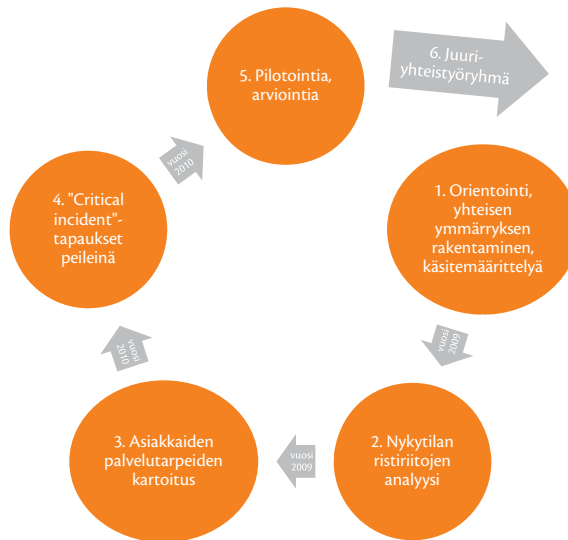 1. Orientointi,
yhteisen
ymmärryksen
rakentaminen,
käsitemäärittelyä
vuosi
2009
2. Nykytilan
ristiriitojen
analyysi
vuosi
2009
3. Asiakkaiden
palvelutarpeiden
kartoitus
vuosi
2010
4. "Critical
incident"-
tapaukset
peileinä
vuosi
2010
5. Pilotointia,
arviointia
6. Juuri-
yhteistyöryhmä